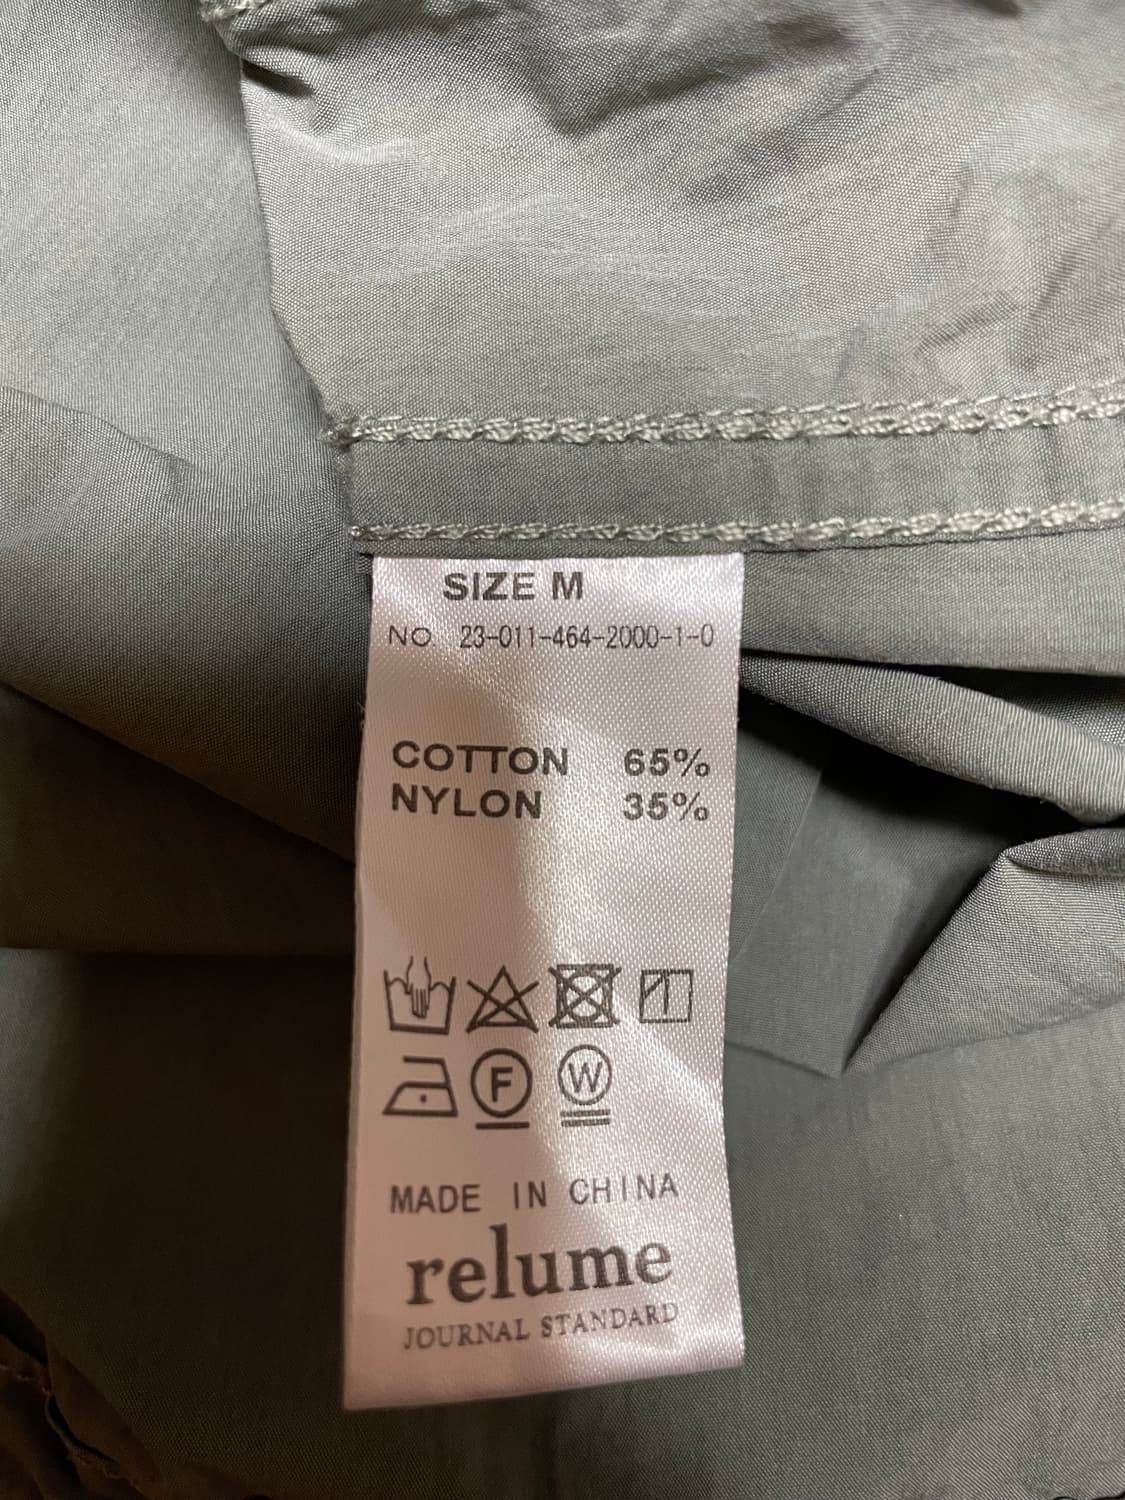 SIZE M
NO. 23-011-464-2000-1-0
COTTON 65%
NYLON 35%
F W
MADE IN CHINA
relume
JOURNAL STANDARD